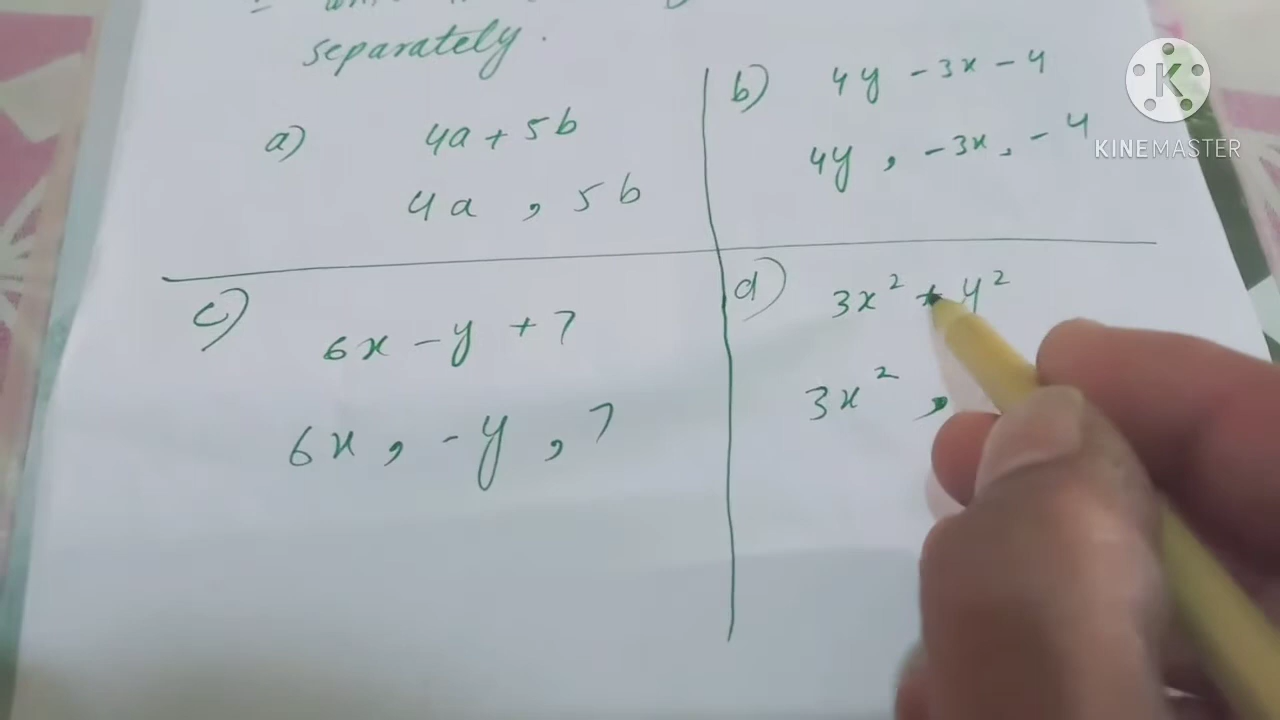 separately.
a) 4a + 5b
4a , 5b
b) 4y - 3x - 4
4y , -3x, -4
c) 6x - y + 7
6x , -y , 7
d) 3x² + y²
3x² ,
K
KINEMASTER